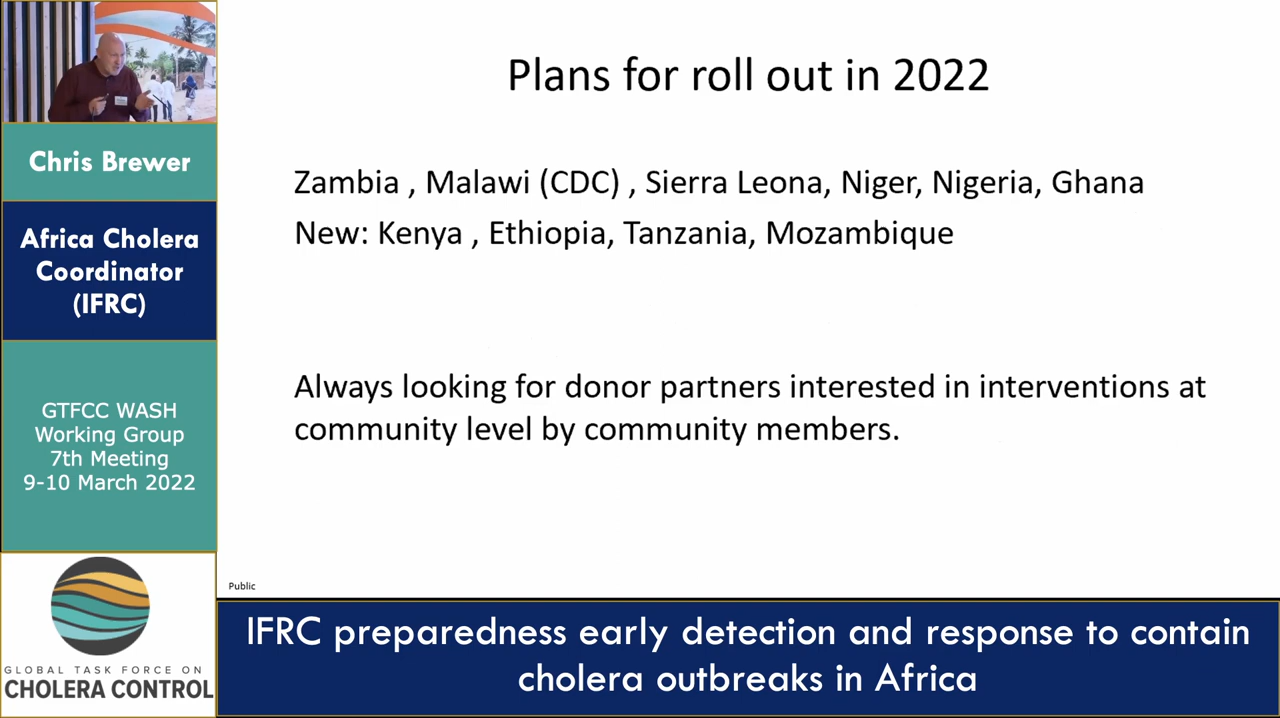 Plans for roll out in 2022
Zambia , Malawi (CDC) , Sierra Leona, Niger, Nigeria, Ghana
New: Kenya , Ethiopia, Tanzania, Mozambique
Always looking for donor partners interested in interventions at
community level by community members.
Public
Chris Brewer
Africa Cholera
Coordinator
(IFRC)
GTFCC WASH
Working Group
7th Meeting
9-10 March 2022
GLOBAL TASK FORCE ON
CHOLERA CONTROL
IFRC preparedness early detection and response to contain
cholera outbreaks in Africa